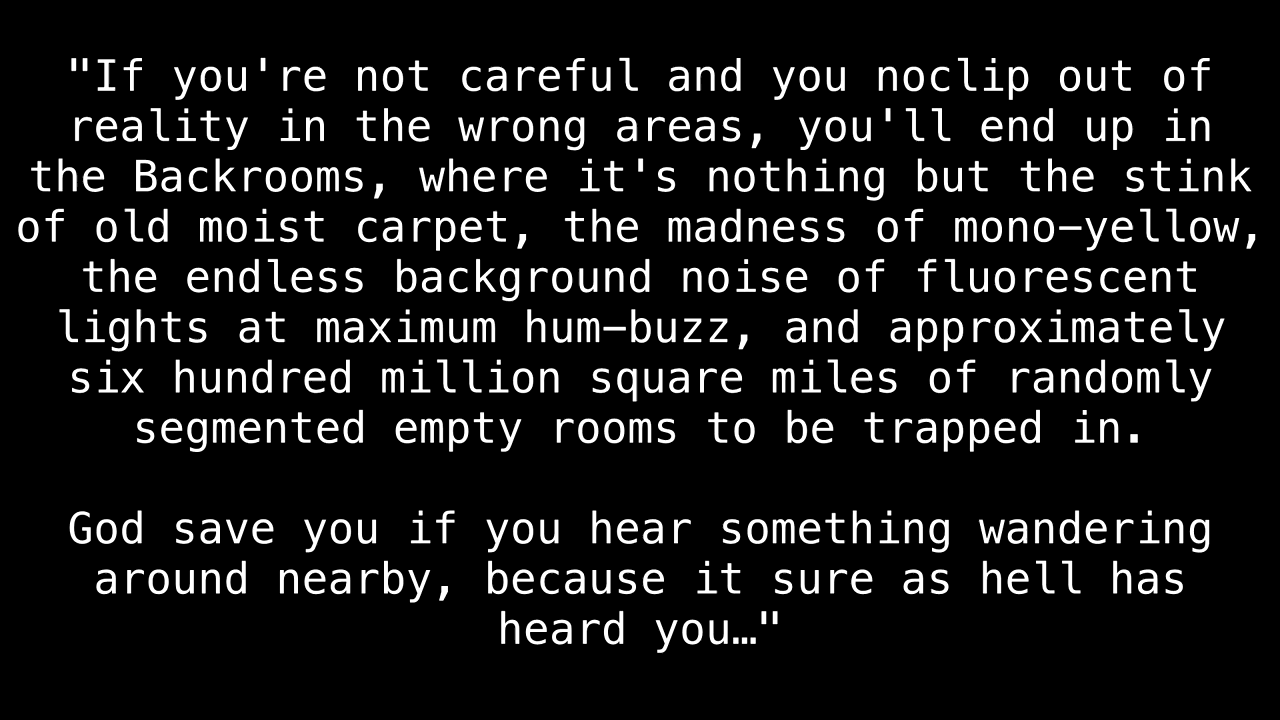 "If you're not careful and you noclip out of
reality in the wrong areas, you'll end up in
the Backrooms, where it's nothing but the stink
of old moist carpet, the madness of mono-yellow,
the endless background noise of fluorescent
lights at maximum hum-buzz, and approximately
six hundred million square miles of randomly
segmented empty rooms to be trapped in.
God save you if you hear something wandering
around nearby, because it sure as hell has
heard you…"